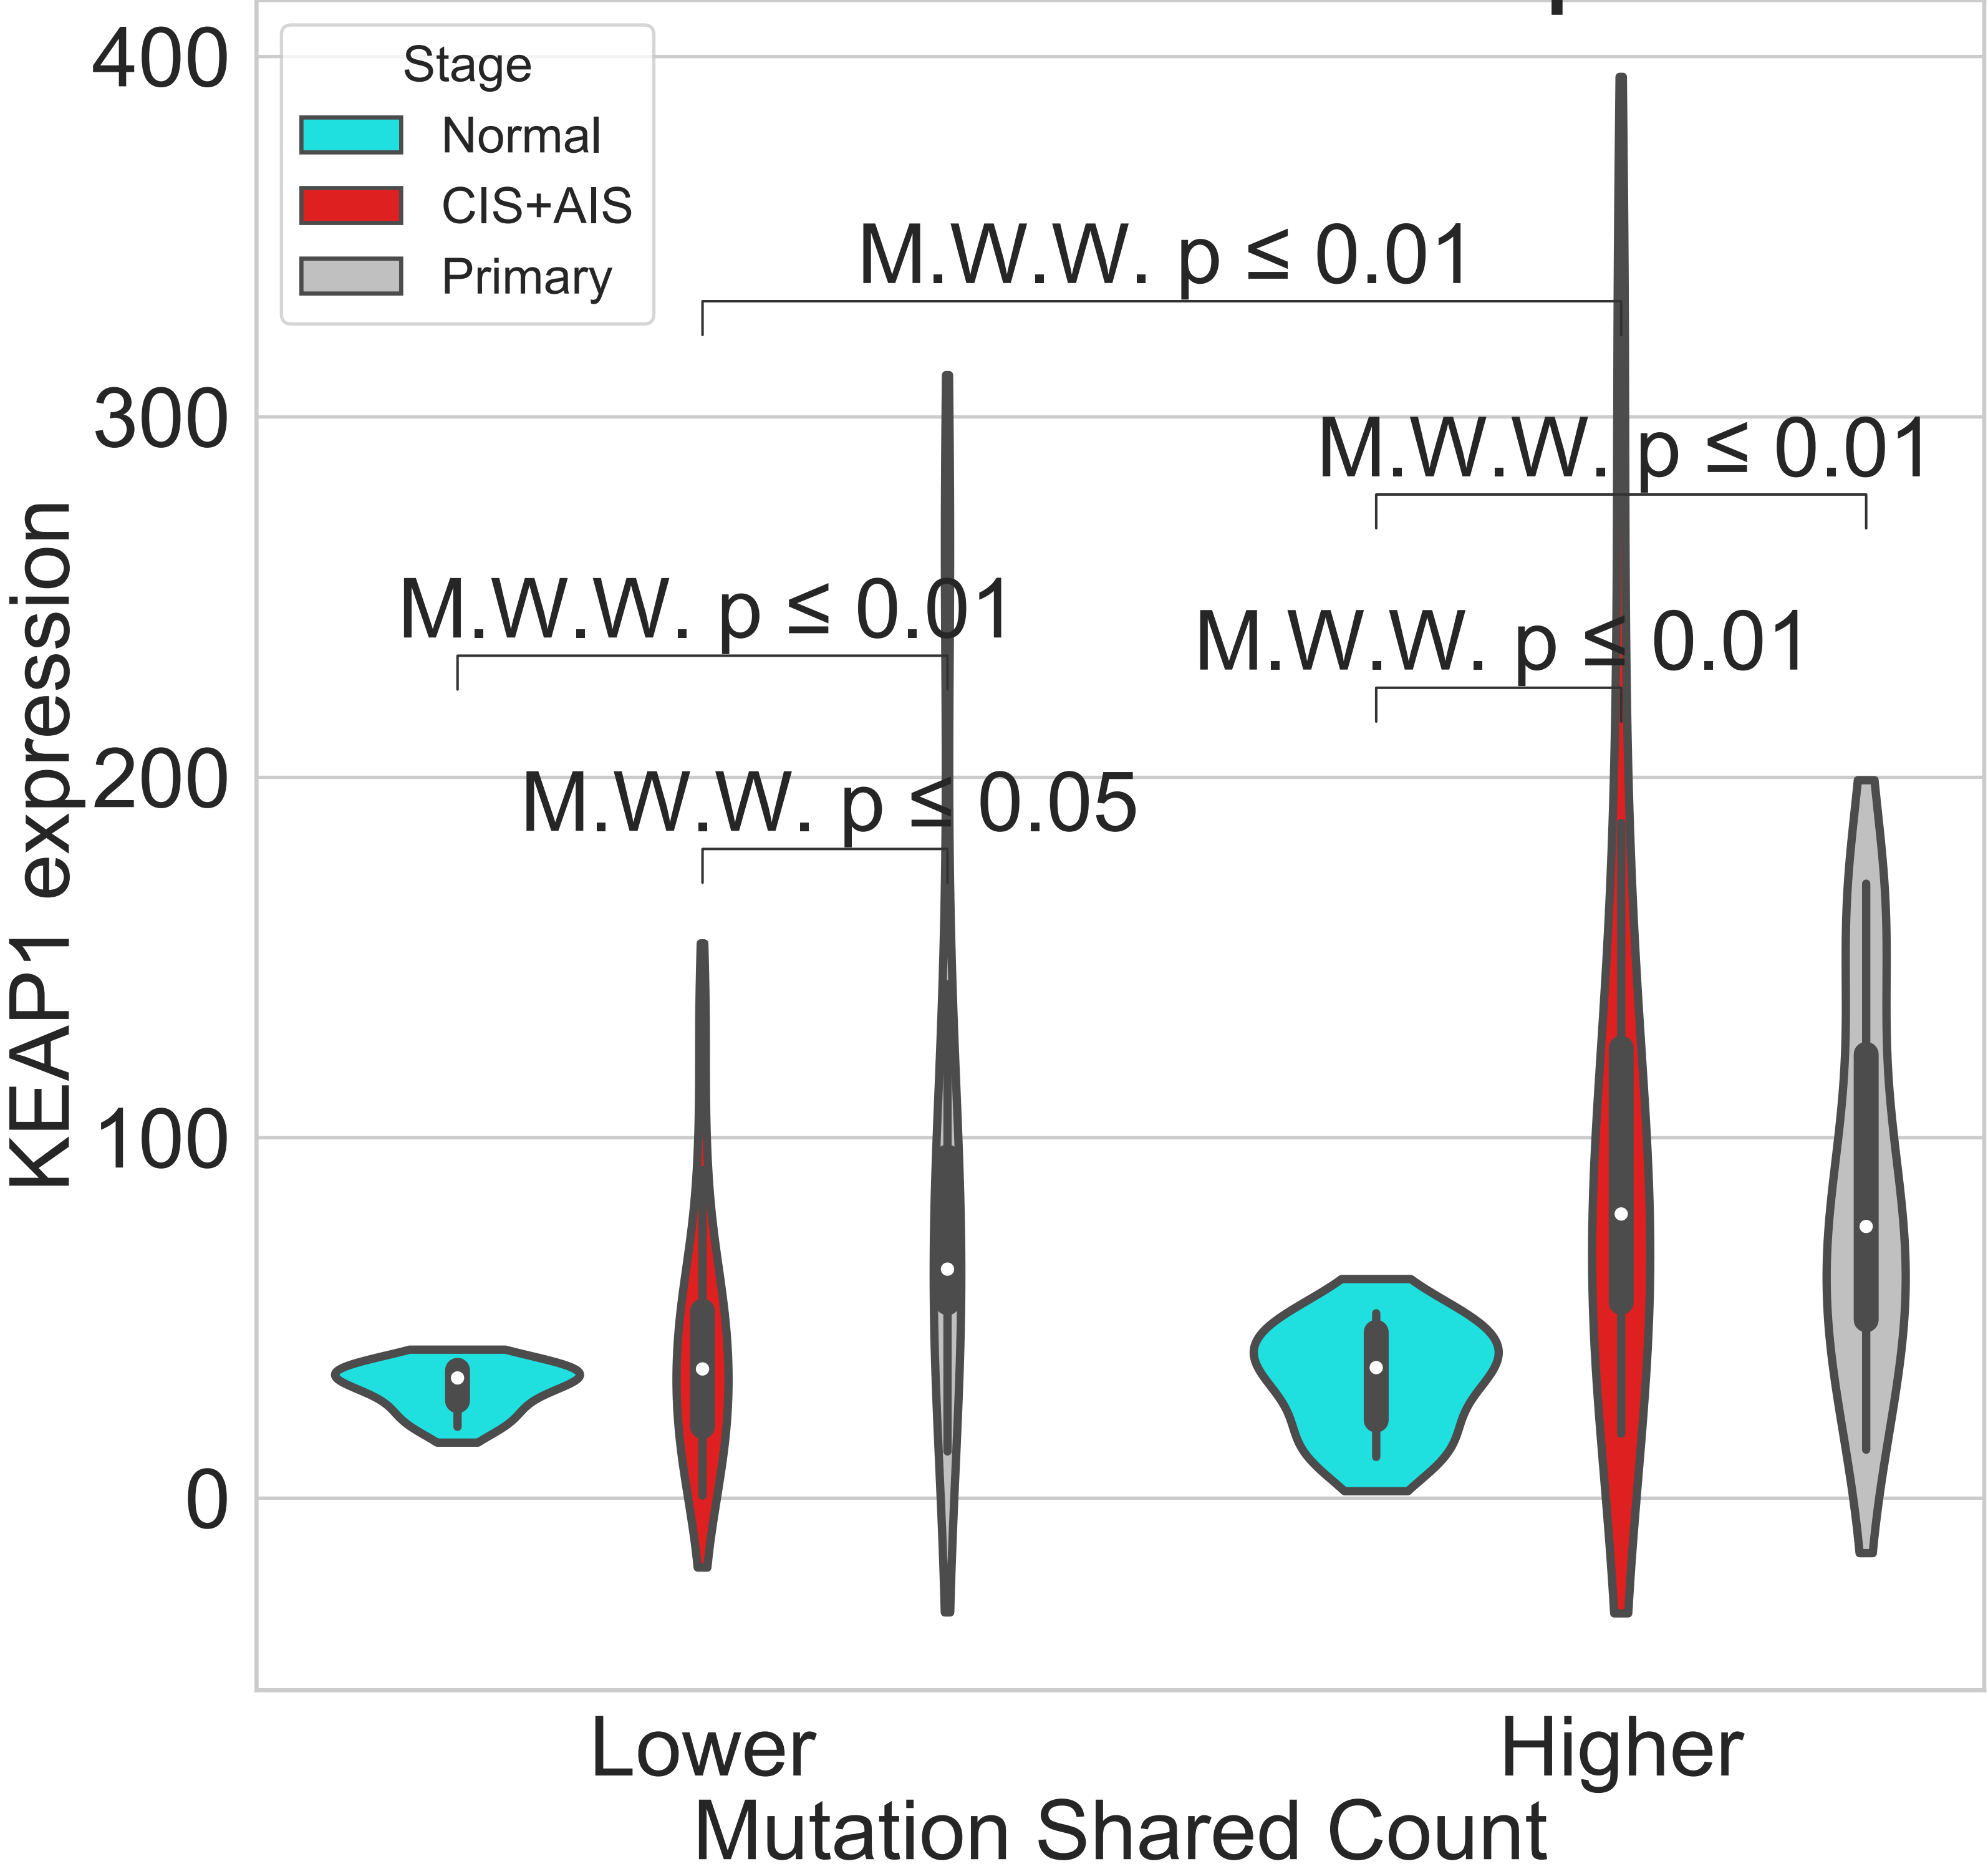 400
300
200
100
0
KEAP1 expression
Stage
Normal
CIS+AIS
Primary
M.W.W. p ≤ 0.01
M.W.W. p ≤ 0.01
M.W.W. p ≤ 0.01
M.W.W. p ≤ 0.01
M.W.W. p ≤ 0.05
Lower
Higher
Mutation Shared Count